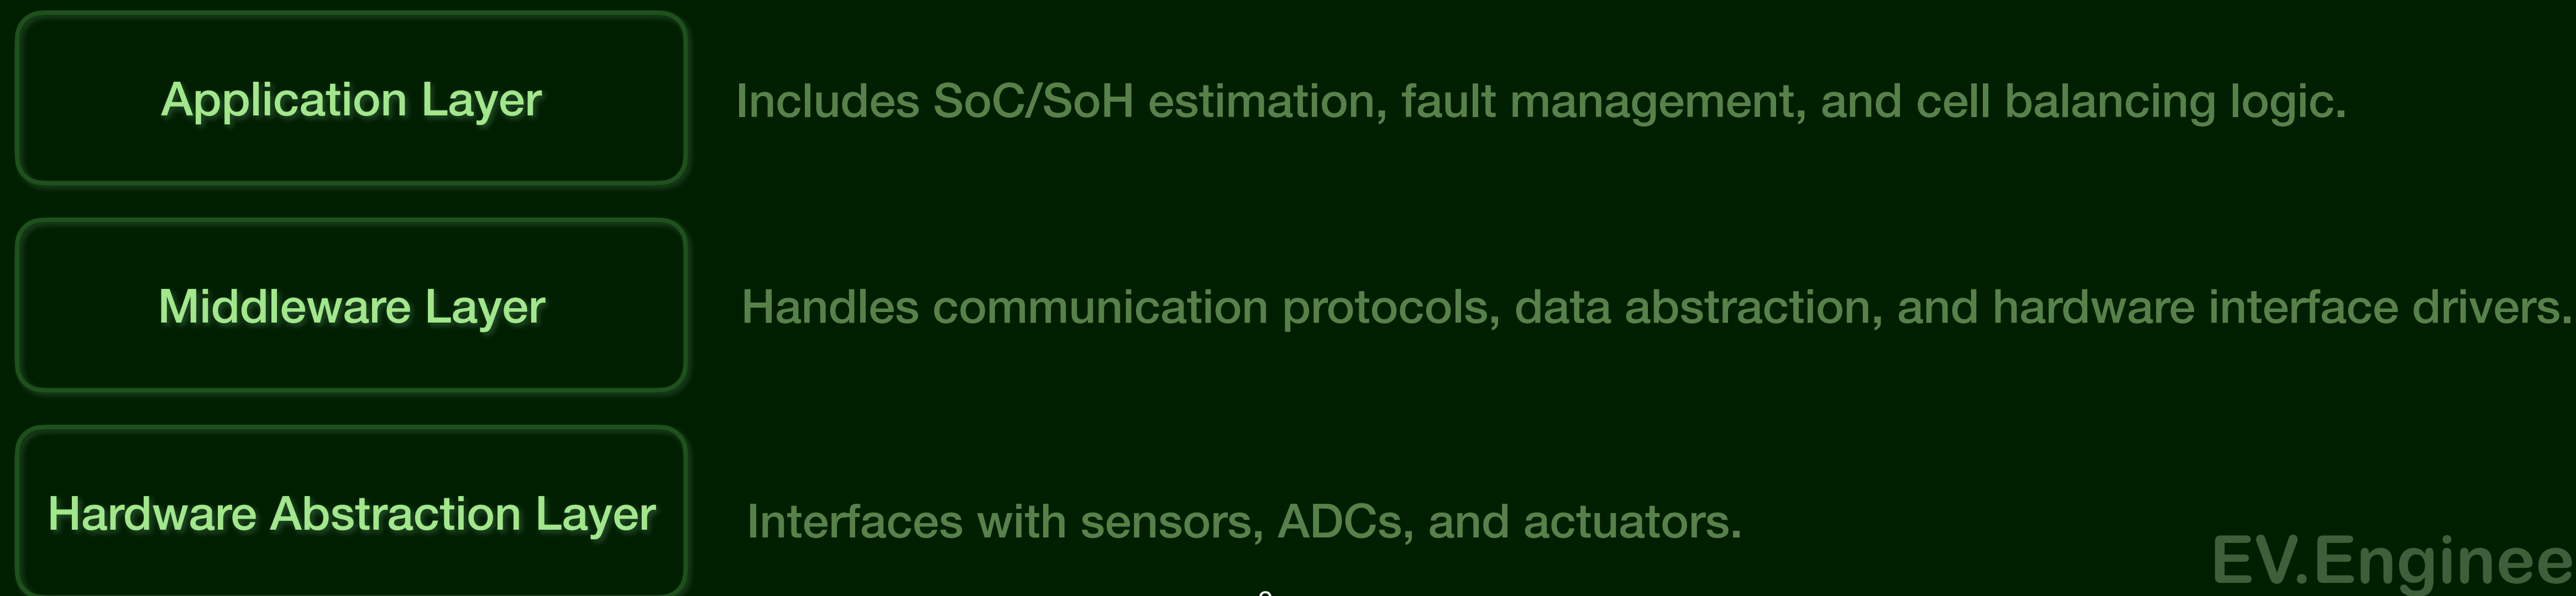 Application Layer
Includes SoC/SoH estimation, fault management, and cell balancing logic.
Middleware Layer
Handles communication protocols, data abstraction, and hardware interface drivers.
Hardware Abstraction Layer
Interfaces with sensors, ADCs, and actuators.
EV.Enginee